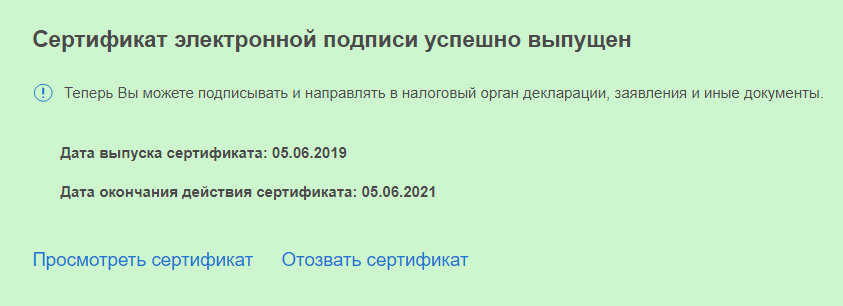 Сертификат электронной подписи успешно выпущен
Теперь Вы можете подписывать и направлять в налоговый орган декларации, заявления и иные документы.
Дата выпуска сертификата: 05.06.2019
Дата окончания действия сертификата: 05.06.2021
Просмотреть сертификат Отозвать сертификат